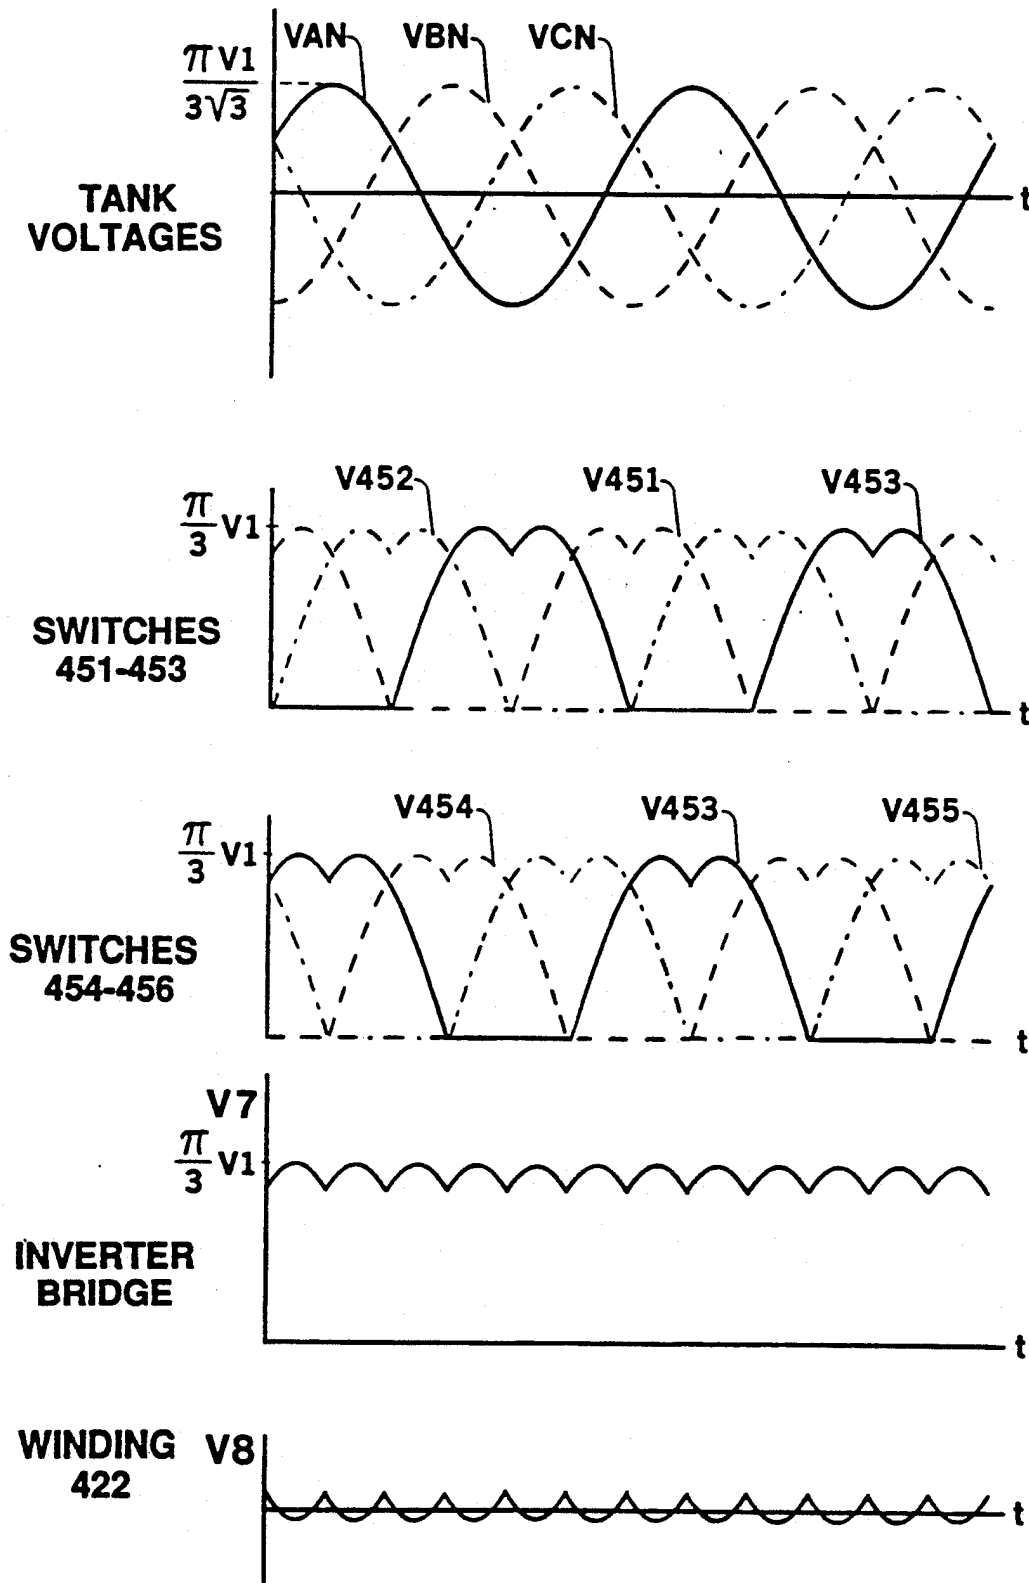 VAN VBN VCN
π V1
3√3
TANK
VOLTAGES
t
V452 V451 V453
π
3
V1
SWITCHES
451-453
t
V454 V453 V455
π
3
V1
SWITCHES
454-456
t
V7
π
3
V1
INVERTER
BRIDGE
t
WINDING
422
V8
t